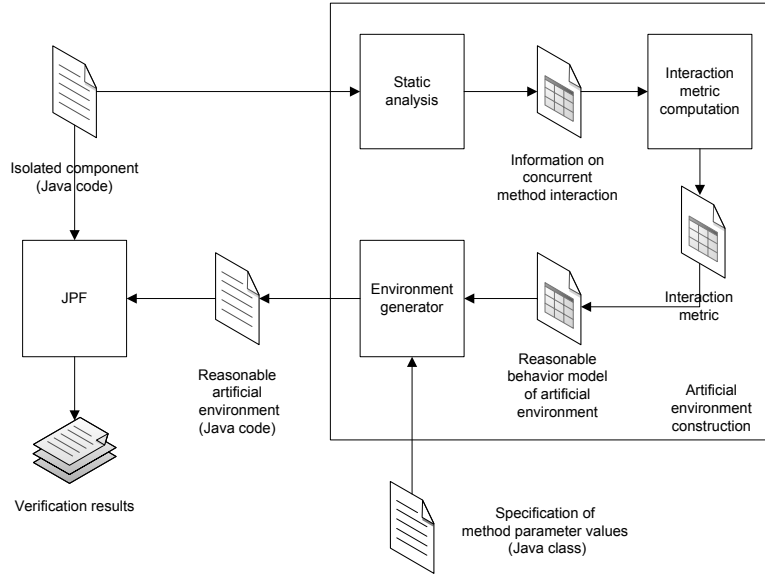 Static
analysis
Interaction
metric
computation
Isolated component
(Java code)
Information on
concurrent
method interaction
JPF
Environment
generator
Interaction
metric
Reasonable
artificial
environment
(Java code)
Reasonable
behavior model
of artificial
environment
Artificial
environment
construction
Verification results
Specification of
method parameter values
(Java class)